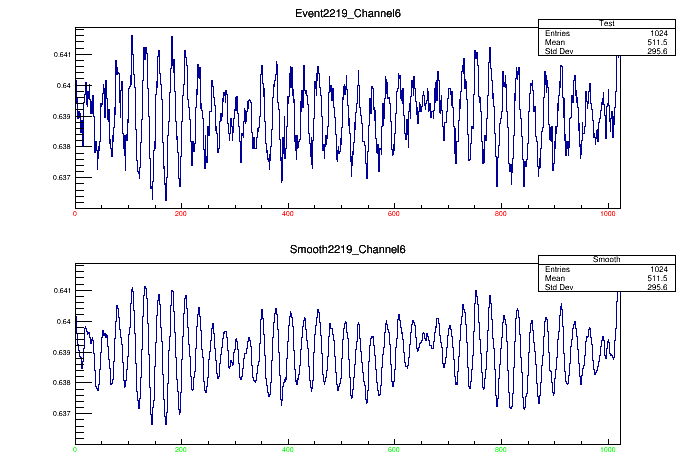 Event2219_Channel6
Test
Entries 1024
Mean 511.5
Std Dev 295.6
0.641
0.64
0.639
0.638
0.637
0 200 400 600 800 1000
Smooth2219_Channel6
Smooth
Entries 1024
Mean 511.5
Std Dev 295.6
0.641
0.64
0.639
0.638
0.637
0 200 400 600 800 1000